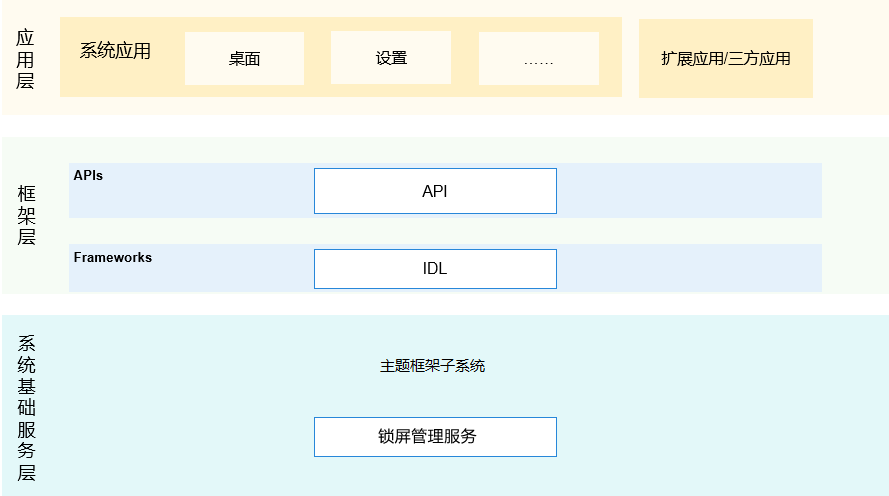 应用层
系统应用
桌面
设置
……
扩展应用/三方应用
框架层
APIs
API
Frameworks
IDL
系统基础服务层
主题框架子系统
锁屏管理服务